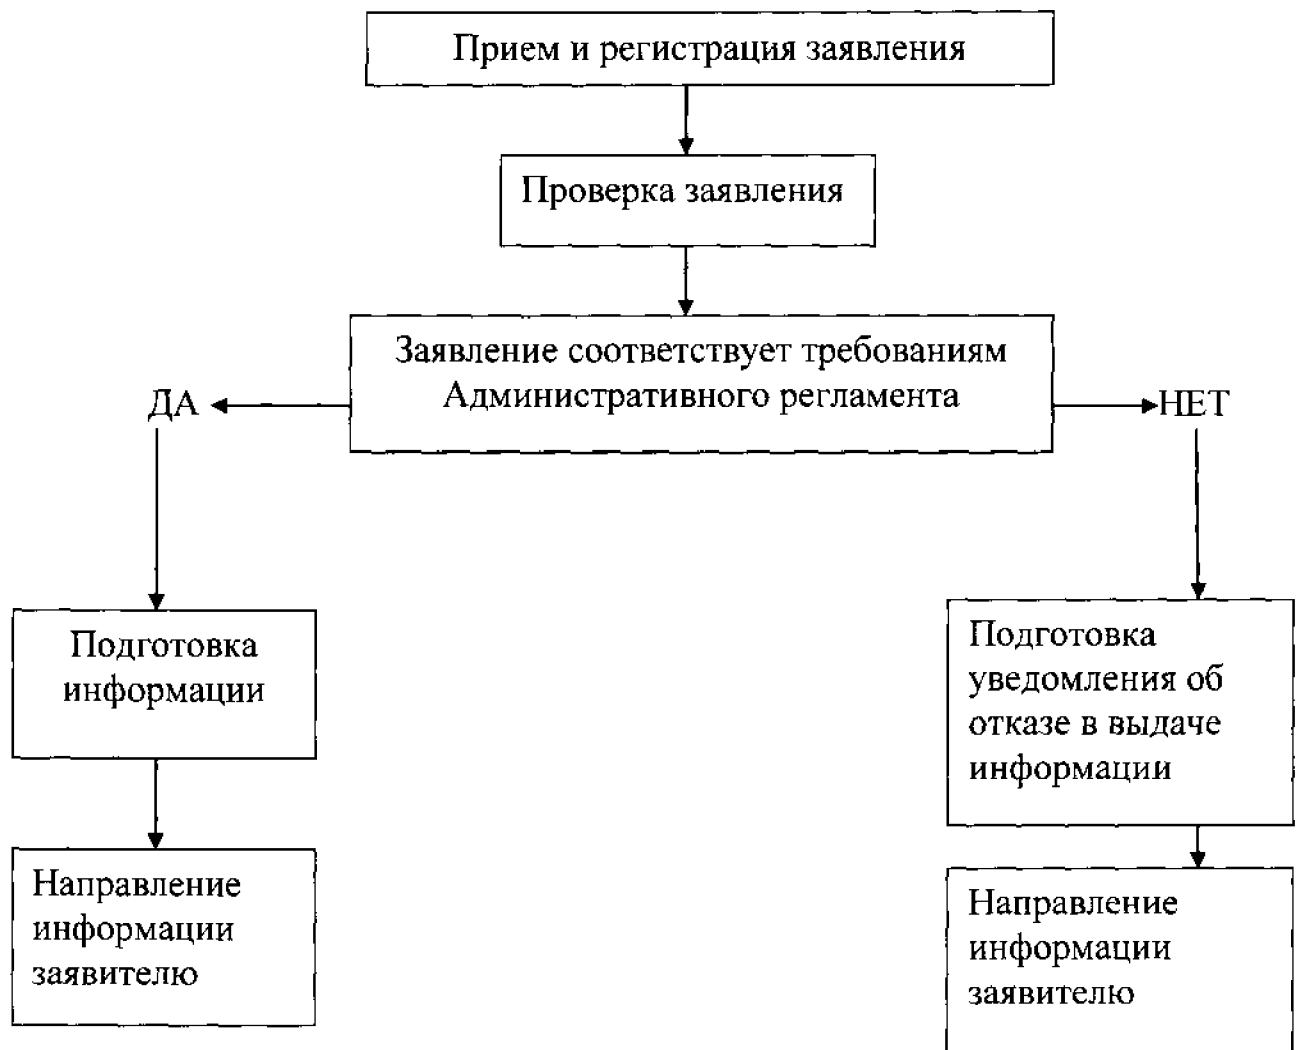 Прием и регистрация заявления
Проверка заявления
Заявление соответствует требованиям
Административного регламента
ДА
НЕТ
Подготовка
информации
Направление
информации
заявителю
Подготовка
уведомления об
отказе в выдаче
информации
Направление
информации
заявителю